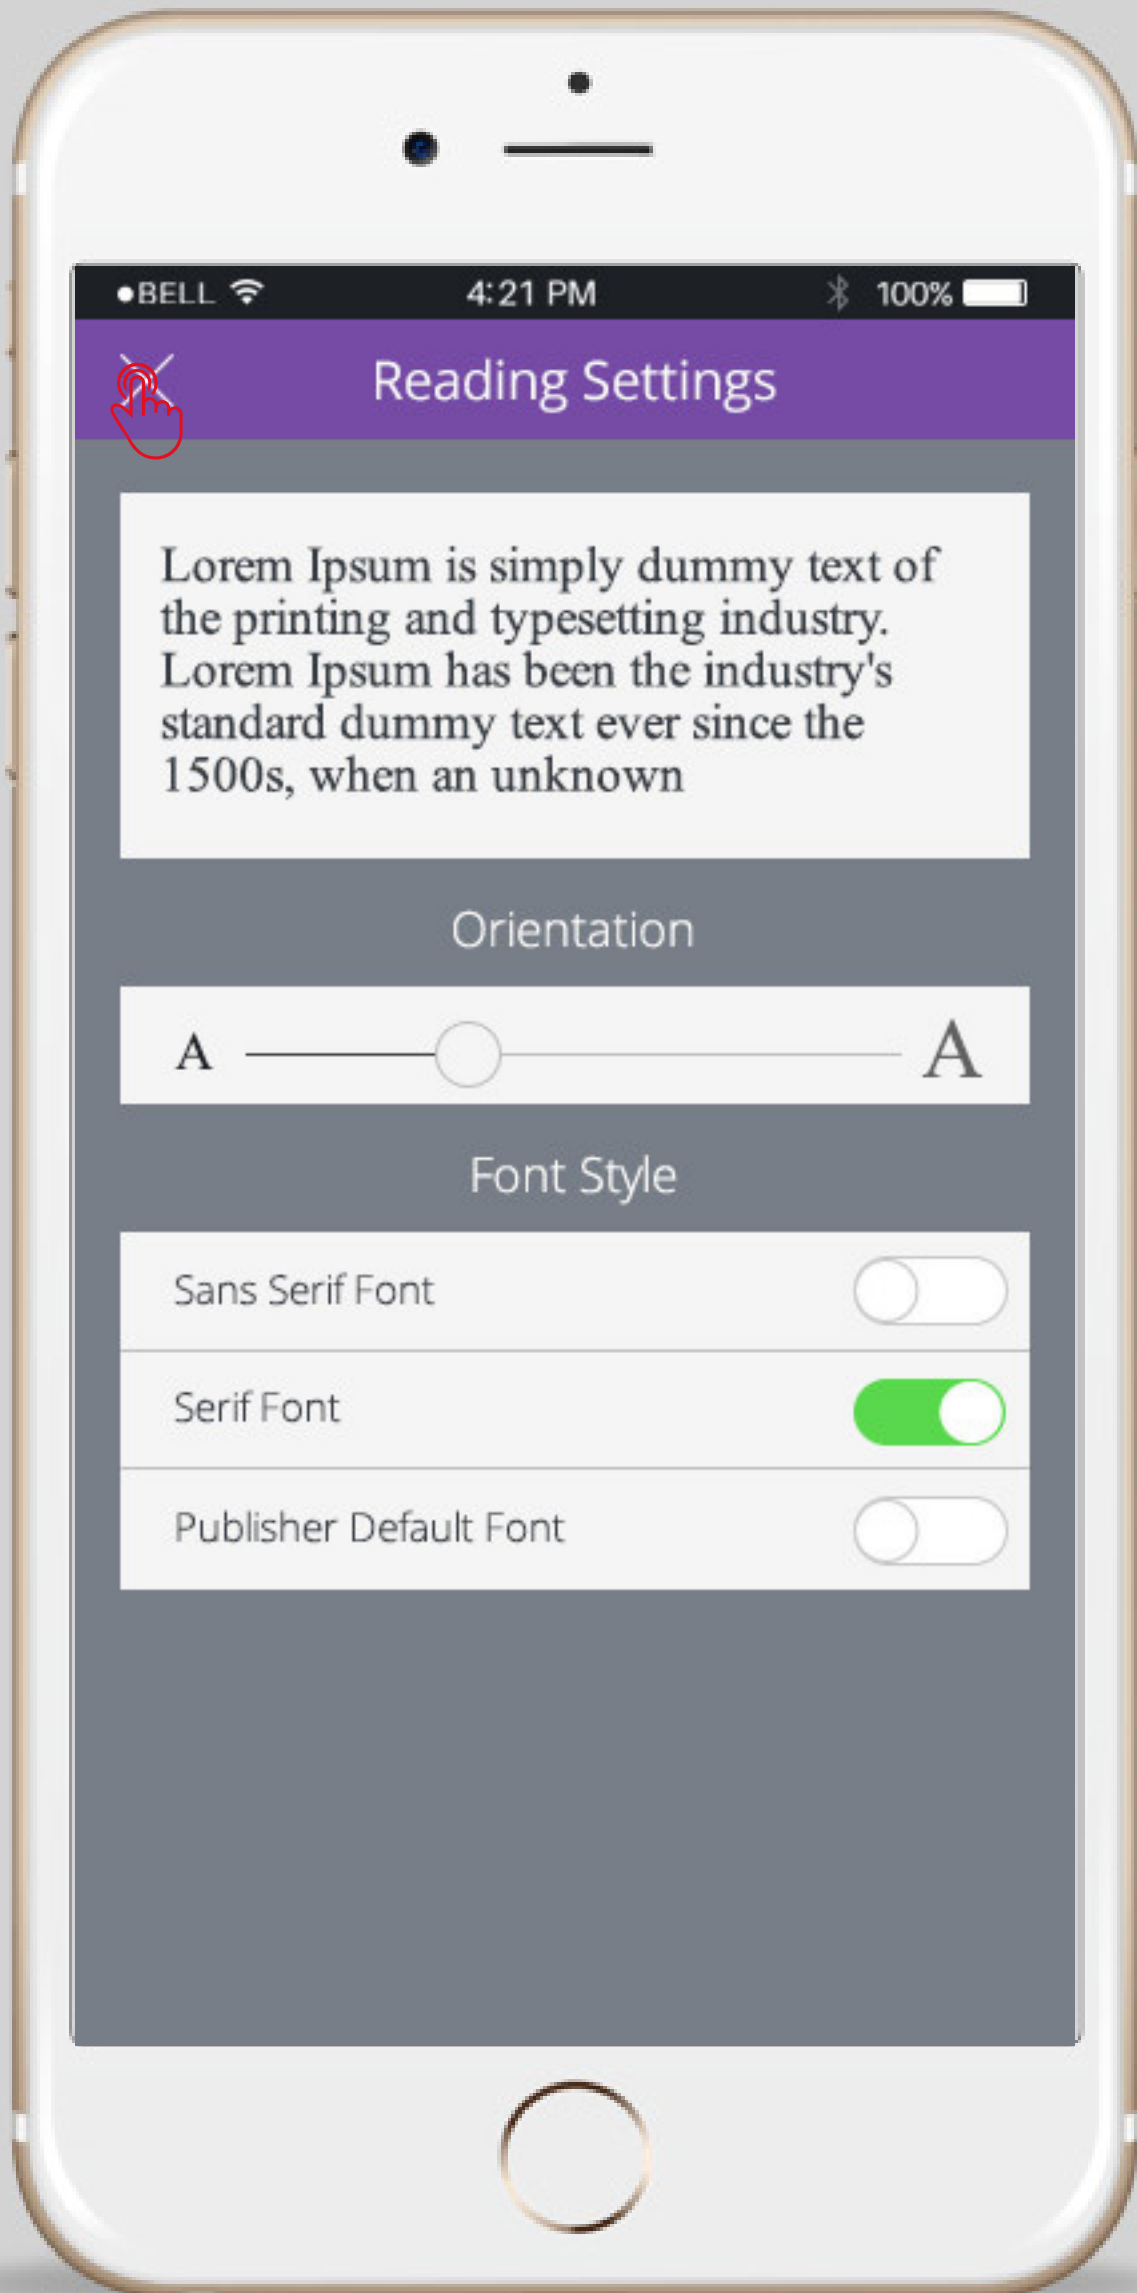 BELL 4:21 PM 100%
Reading Settings
Lorem Ipsum is simply dummy text of
the printing and typesetting industry.
Lorem Ipsum has been the industry's
standard dummy text ever since the
1500s, when an unknown
Orientation
A A
Font Style
Sans Serif Font
Serif Font
Publisher Default Font